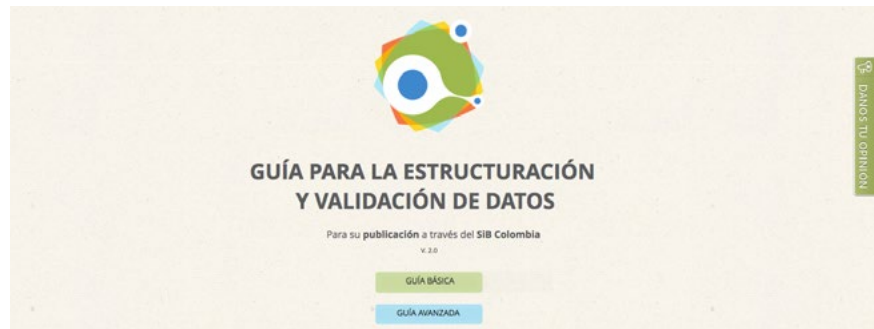 GUÍA PARA LA ESTRUCTURACIÓN
Y VALIDACIÓN DE DATOS
Para su publicación a través del SiB Colombia
V. 2.0
GUÍA BÁSICA
GUÍA AVANZADA
DANOS TU OPINIÓN